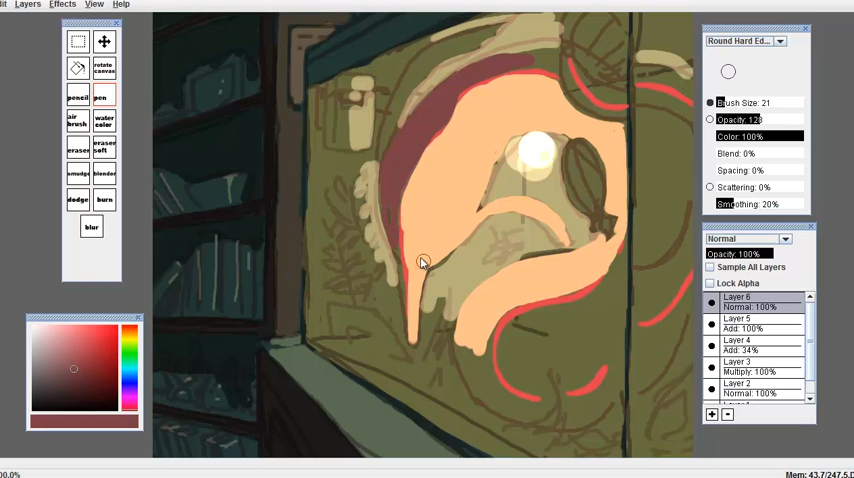 dit Layers Effects View Help
rotate
canvas
pencil pen
air
brush
water
color
eraser eraser
soft
smudge blender
dodge burn
blur
Round Hard Ed...
Brush Size: 21
Opacity: 128
Color: 100%
Blend: 0%
Spacing: 0%
Scattering: 0%
Smoothing: 20%
Normal
Opacity: 100%
Sample All Layers
Lock Alpha
Layer 6
Normal: 100%
Layer 5
Add: 100%
Layer 4
Add: 34%
Layer 3
Multiply: 100%
Layer 2
Normal: 100%
+ -
00.0%
Mem: 43.7/247.5.D